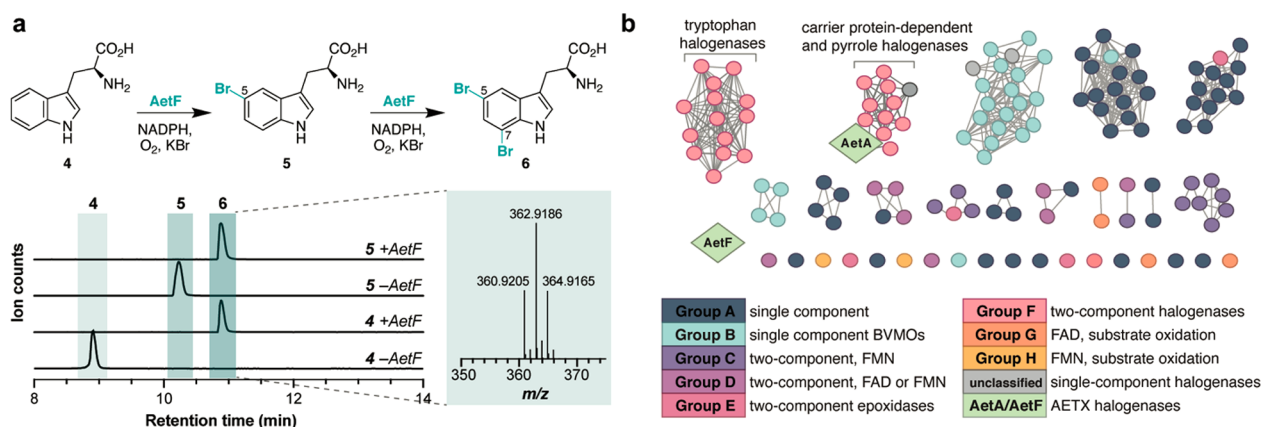 a
CO₂H
NH₂
N
H
4
AetF
NADPH,
O₂, KBr
Br
5
CO₂H
NH₂
N
H
5
AetF
NADPH,
O₂, KBr
Br
5
7
Br
CO₂H
NH₂
N
H
6
4
5
6
Ion counts
5 +AetF
5 –AetF
4 +AetF
4 –AetF
8
10
12
14
Retention time (min)
362.9186
360.9205
364.9165
350
360
370
m/z
b
tryptophan
halogenases
carrier protein-dependent
and pyrrole halogenases
AetA
AetF
Group A single component
Group B single component BVMOs
Group C two-component, FMN
Group D two-component, FAD or FMN
Group E two-component epoxidases
Group F two-component halogenases
Group G FAD, substrate oxidation
Group H FMN, substrate oxidation
unclassified single-component halogenases
AetA/AetF AETX halogenases